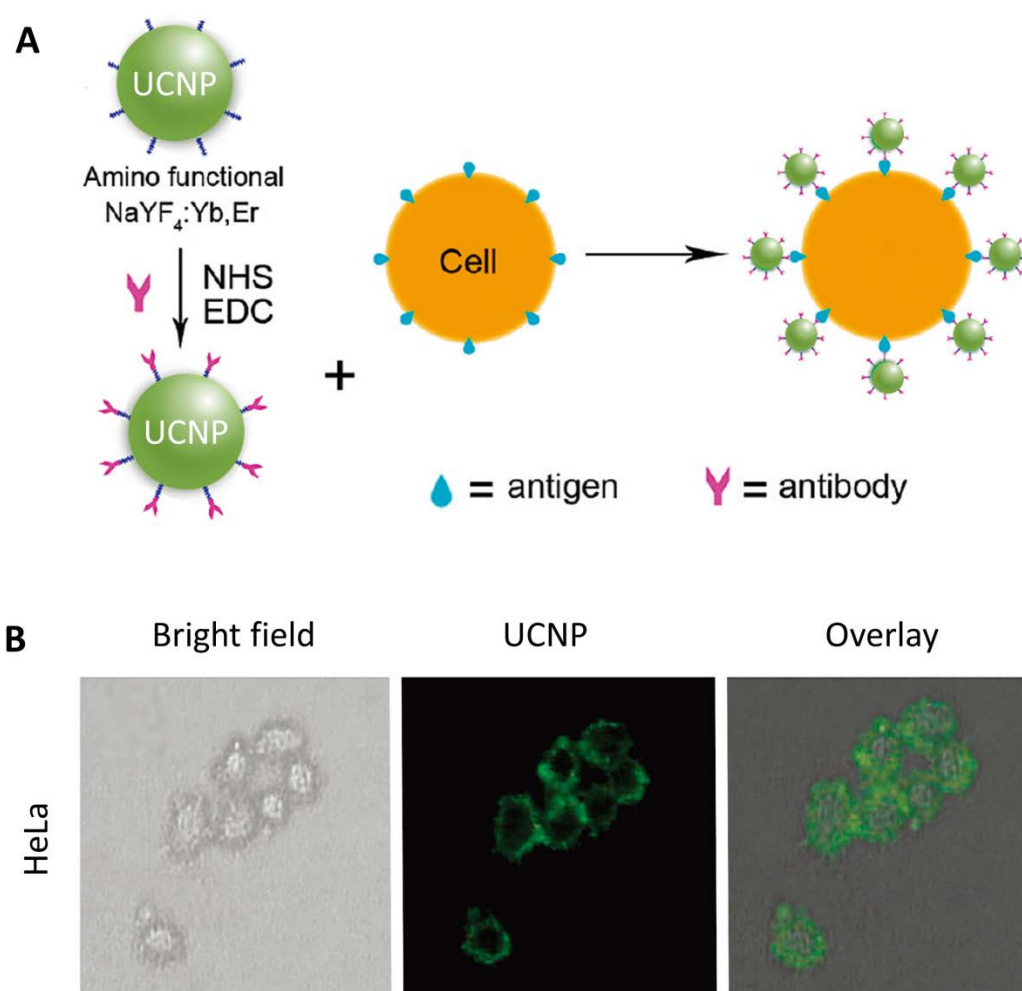 A
UCNP
Amino functional
NaYF₄:Yb,Er
NHS
EDC
UCNP
+
Cell
= antigen
= antibody
B
Bright field
UCNP
Overlay
HeLa